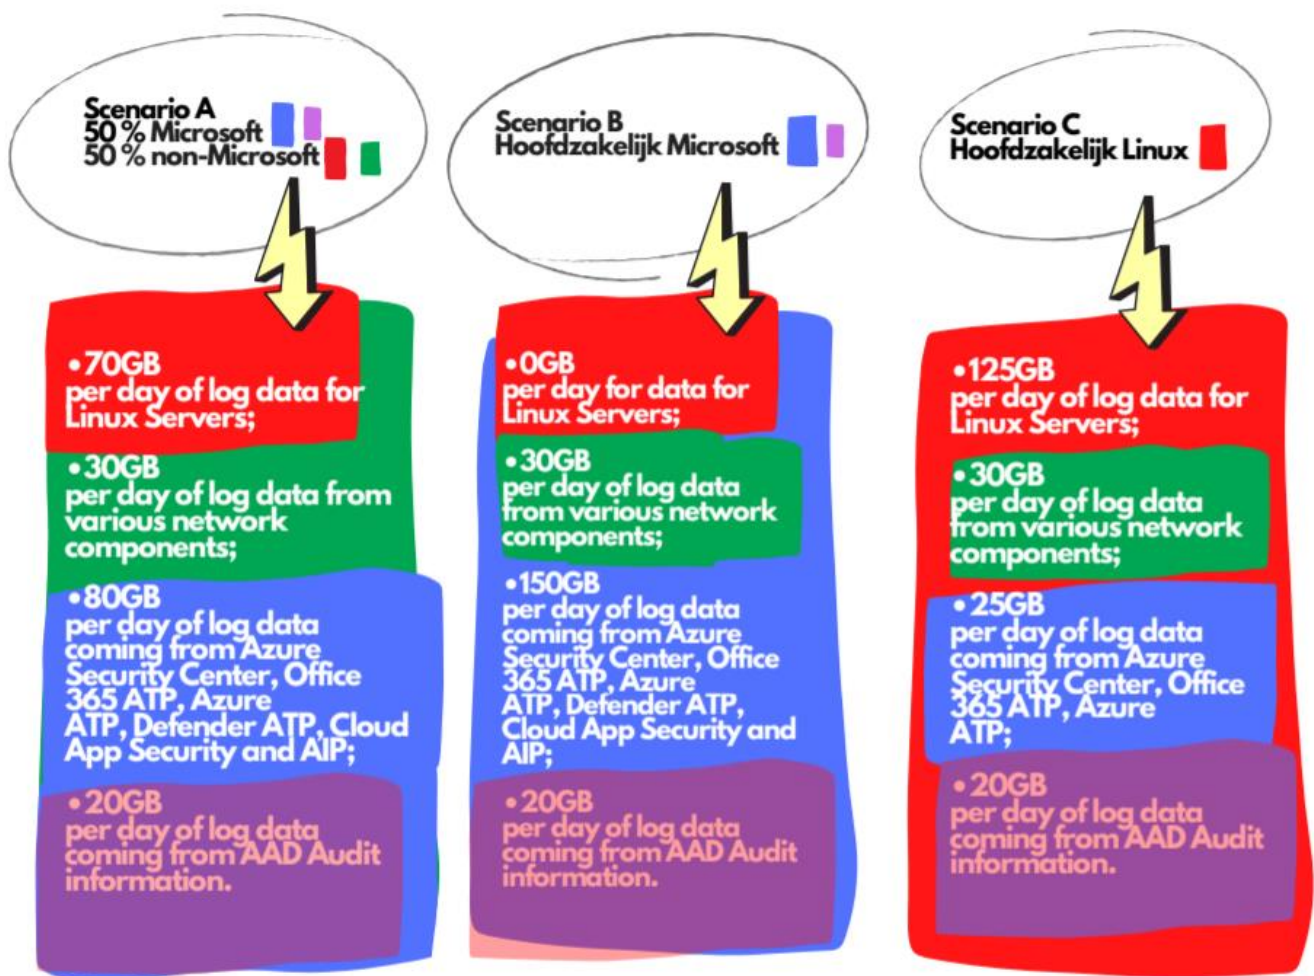 Scenario A
50 % Microsoft
50 % non-Microsoft
•70GB
per day of log data for
Linux Servers;
•30GB
per day of log data from
various network
components;
•80GB
per day of log data
coming from Azure
Security Center, Office
365 ATP, Azure
ATP, Defender ATP, Cloud
App Security and AIP;
•20GB
per day of log data
coming from AAD Audit
information.
Scenario B
Hoofdzakelijk Microsoft
•0GB
per day for data for
Linux Servers;
•30GB
per day of log data
from various network
components;
•150GB
per day of log data
coming from Azure
Security Center, Office
365 ATP, Azure
ATP, Defender ATP,
Cloud App Security and
AIP;
•20GB
per day of log data
coming from AAD Audit
information.
Scenario C
Hoofdzakelijk Linux
•125GB
per day of log data for
Linux Servers;
•30GB
per day of log data
from various network
components;
•25GB
per day of log data
coming from Azure
Security Center, Office
365 ATP, Azure
ATP;
•20GB
per day of log data
coming from AAD Audit
information.